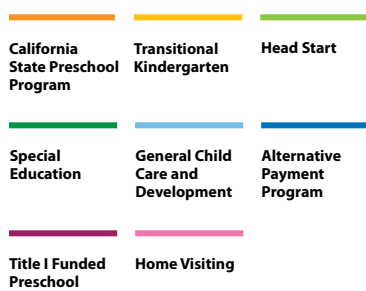 California
State Preschool
Program
Transitional
Kindergarten
Head Start
Special
Education
General Child
Care and
Development
Alternative
Payment
Program
Title I Funded
Preschool
Home Visiting